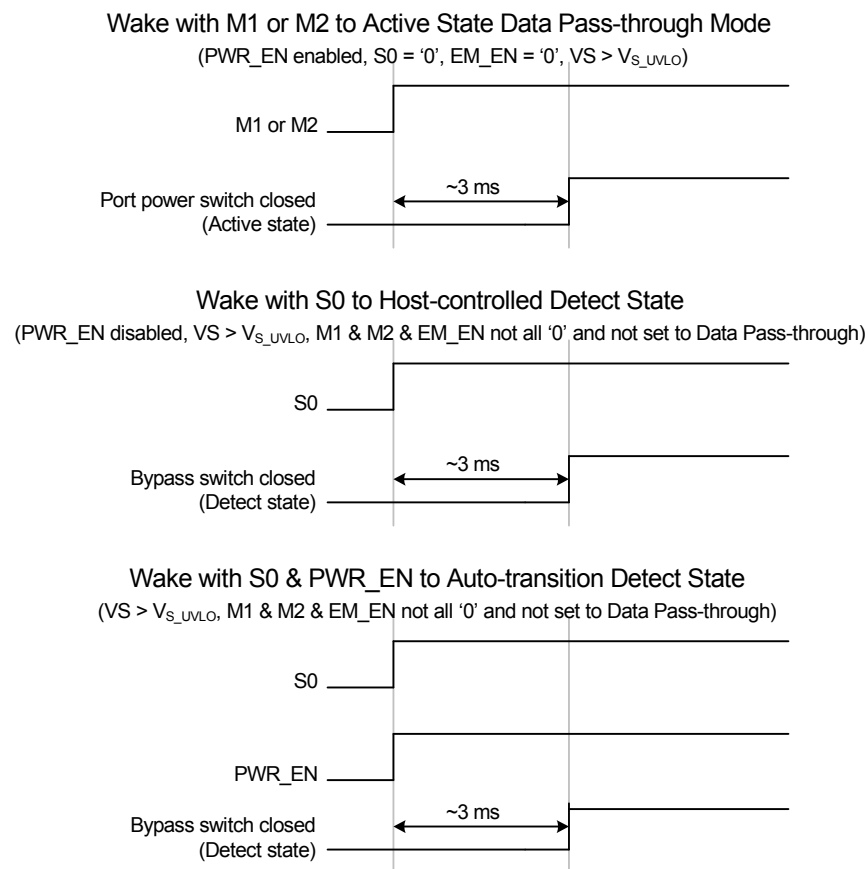 Wake with M1 or M2 to Active State Data Pass-through Mode
(PWR_EN enabled, S0 = ‘0’, EM_EN = ‘0’, VS > VS_UVLO)
M1 or M2
~3 ms
Port power switch closed
(Active state)
Wake with S0 to Host-controlled Detect State
(PWR_EN disabled, VS > VS_UVLO, M1 & M2 & EM_EN not all ‘0’ and not set to Data Pass-through)
S0
~3 ms
Bypass switch closed
(Detect state)
Wake with S0 & PWR_EN to Auto-transition Detect State
(VS > VS_UVLO, M1 & M2 & EM_EN not all ‘0’ and not set to Data Pass-through)
S0
PWR_EN
~3 ms
Bypass switch closed
(Detect state)